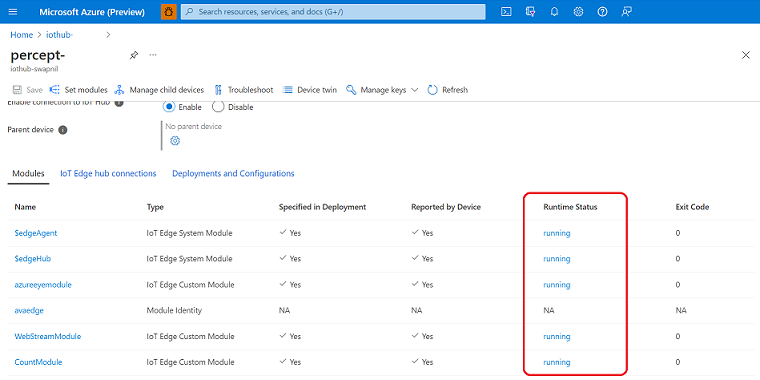 Microsoft Azure (Preview)
Search resources, services, and docs (G+/)
Home > iothub- >
percept-
iothub-swapnil
Save Set modules Manage child devices Troubleshoot Device twin Manage keys Refresh
Enable connection to IoT Hub Enable Disable
Parent device No parent device
Modules IoT Edge hub connections Deployments and Configurations
Name Type Specified in Deployment Reported by Device Runtime Status Exit Code
$edgeAgent IoT Edge System Module Yes Yes running 0
$edgeHub IoT Edge System Module Yes Yes running 0
azureeyemodule IoT Edge Custom Module Yes Yes running 0
avaedge Module Identity NA NA NA NA
WebStreamModule IoT Edge Custom Module Yes Yes running 0
CountModule IoT Edge Custom Module Yes Yes running 0